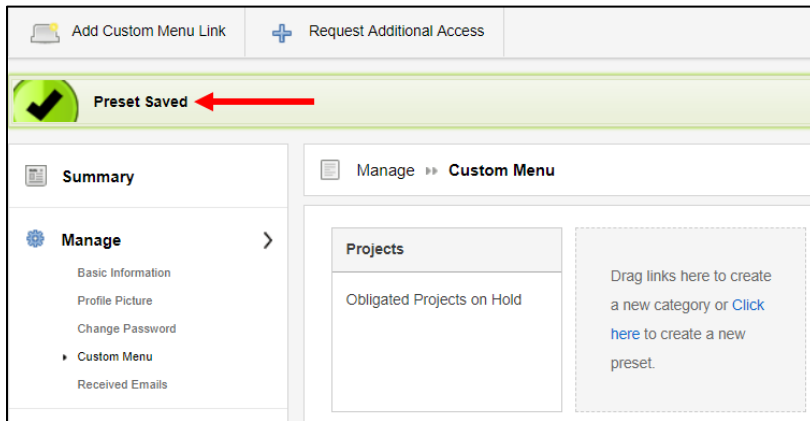 Add Custom Menu Link
Request Additional Access
Preset Saved
Summary
Manage
Basic Information
Profile Picture
Change Password
Custom Menu
Received Emails
Manage Custom Menu
Projects
Obligated Projects on Hold
Drag links here to create
a new category or Click
here to create a new
preset.